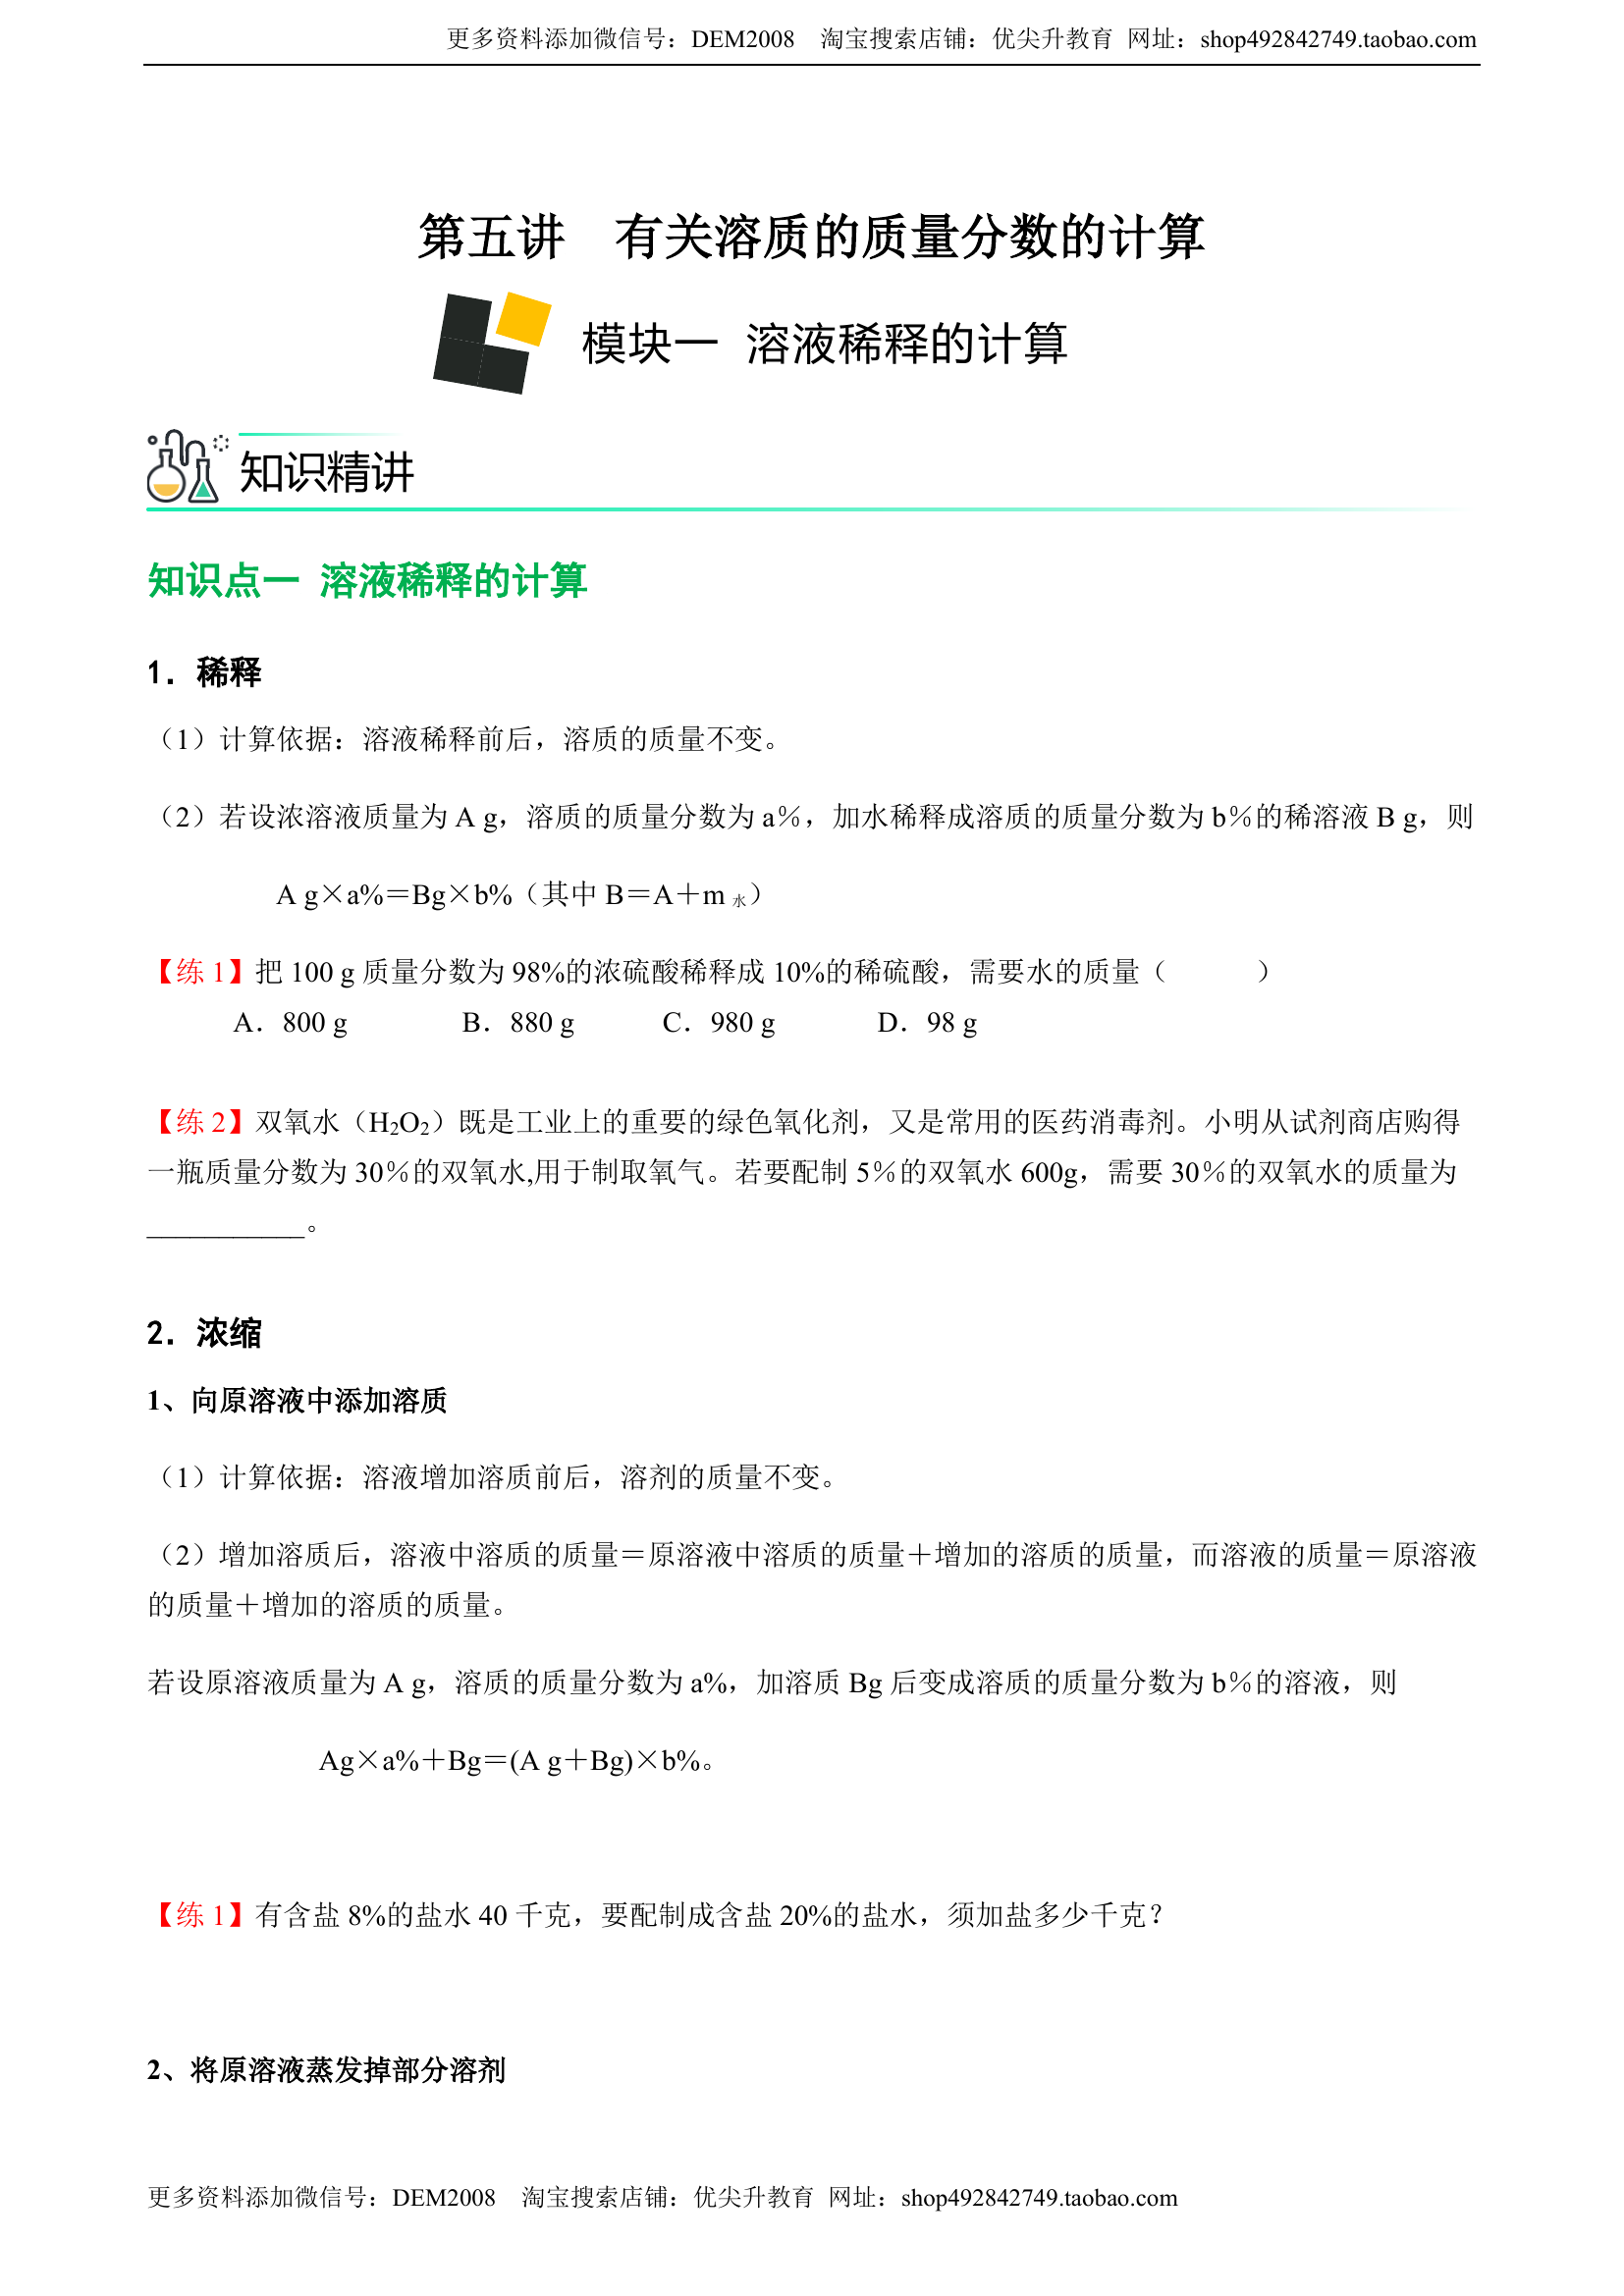 更多资料添加微信号：DEM2008　淘宝搜索店铺：优尖升教育 网址：shop492842749.taobao.com
第五讲　有关溶质的质量分数的计算
模块一 溶液稀释的计算
知识精讲
知识点一 溶液稀释的计算
1．稀释
（1）计算依据：溶液稀释前后，溶质的质量不变。
（2）若设浓溶液质量为 A g，溶质的质量分数为 a％，加水稀释成溶质的质量分数为 b％的稀溶液 B g，则
A g×a%＝Bg×b%（其中 B＝A＋m 水）
【练 1】把 100 g 质量分数为 98%的浓硫酸稀释成 10%的稀硫酸，需要水的质量（　　　）
A．800 g　　B．880 g　　C．980 g　　D．98 g
【练 2】双氧水（H₂O₂）既是工业上的重要的绿色氧化剂，又是常用的医药消毒剂。小明从试剂商店购得
一瓶质量分数为 30％的双氧水,用于制取氧气。若要配制 5％的双氧水 600g，需要 30％的双氧水的质量为
___________。
2．浓缩
1、向原溶液中添加溶质
（1）计算依据：溶液增加溶质前后，溶剂的质量不变。
（2）增加溶质后，溶液中溶质的质量＝原溶液中溶质的质量＋增加的溶质的质量，而溶液的质量＝原溶液
的质量＋增加的溶质的质量。
若设原溶液质量为 A g，溶质的质量分数为 a%，加溶质 Bg 后变成溶质的质量分数为 b％的溶液，则
Ag×a%＋Bg＝(A g＋Bg)×b%。
【练 1】有含盐 8%的盐水 40 千克，要配制成含盐 20%的盐水，须加盐多少千克？
2、将原溶液蒸发掉部分溶剂
更多资料添加微信号：DEM2008　淘宝搜索店铺：优尖升教育 网址：shop492842749.taobao.com